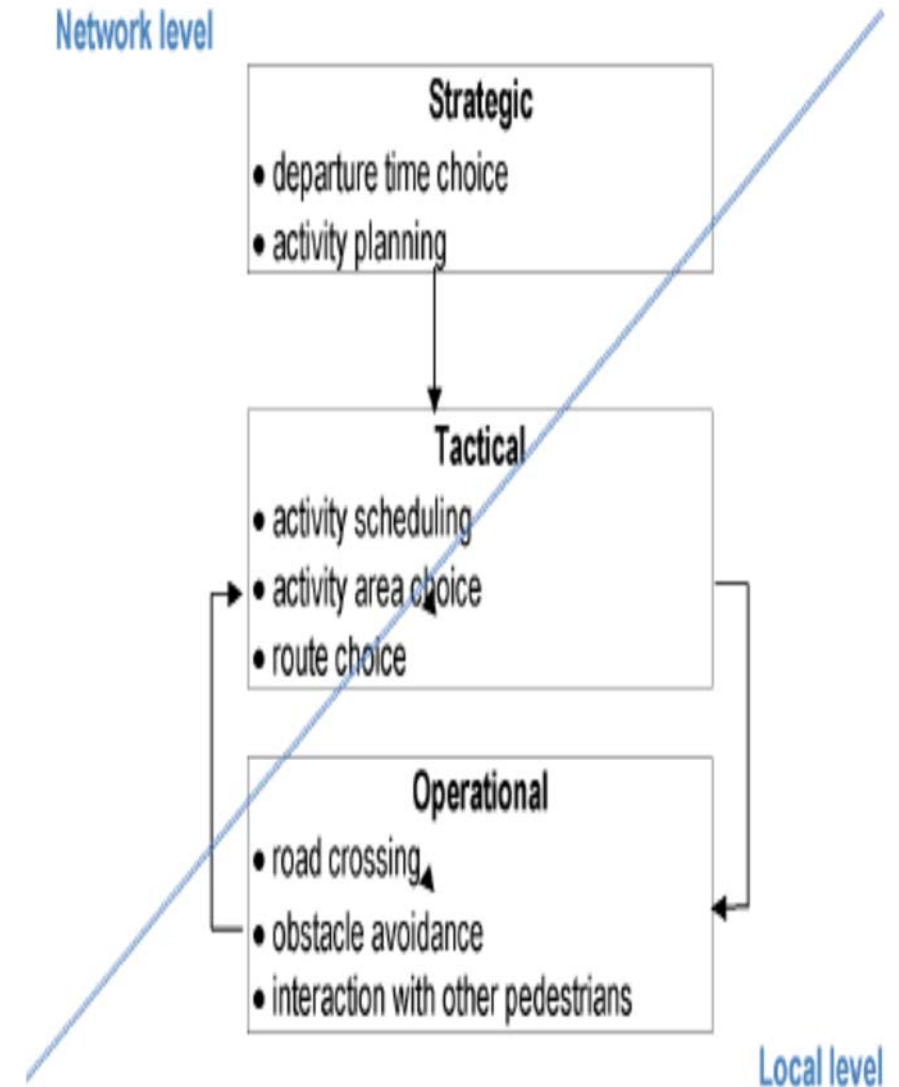 Network level
Strategic
• departure time choice
• activity planning
Tactical
• activity scheduling
• activity area choice
• route choice
Operational
• road crossing
• obstacle avoidance
• interaction with other pedestrians
Local level